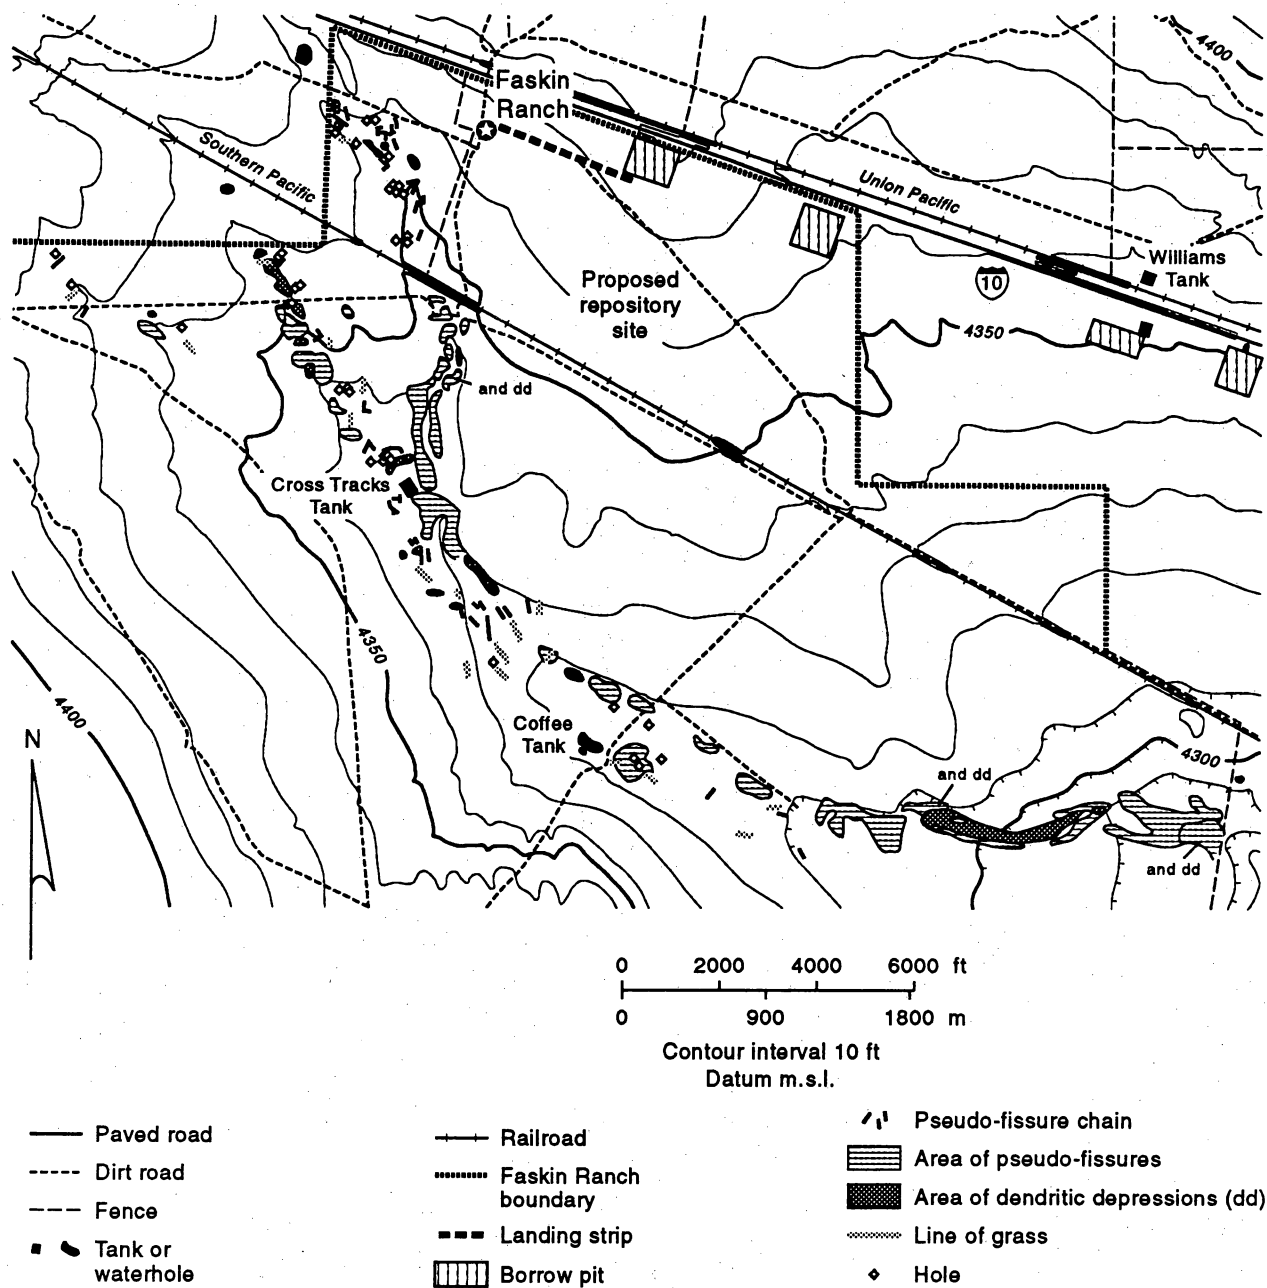 4400
Faskin
Ranch
Southern Pacific
Union Pacific
Williams
Tank
Proposed
repository
site
10
4350
and dd
Cross Tracks
Tank
4350
4400
N
Coffee
Tank
4300
and dd
and dd
0 2000 4000 6000 ft
0 900 1800 m
Contour interval 10 ft
Datum m.s.l.
Paved road
Dirt road
Fence
Tank or
waterhole
Railroad
Faskin Ranch
boundary
Landing strip
Borrow pit
Pseudo-fissure chain
Area of pseudo-fissures
Area of dendritic depressions (dd)
Line of grass
Hole